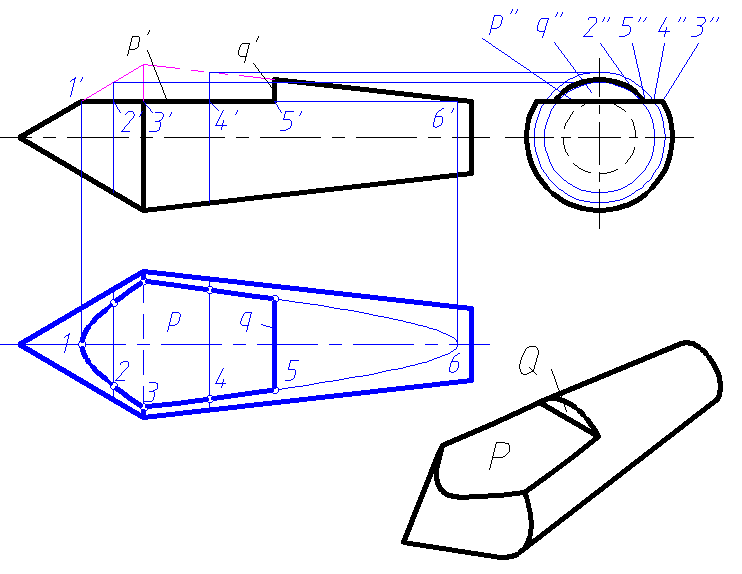 p' q' p" q" 2" 5" 4" 3"
1' 2' 3' 4' 5' 6'
1 2 3 p 4 q 5 6
Q
P